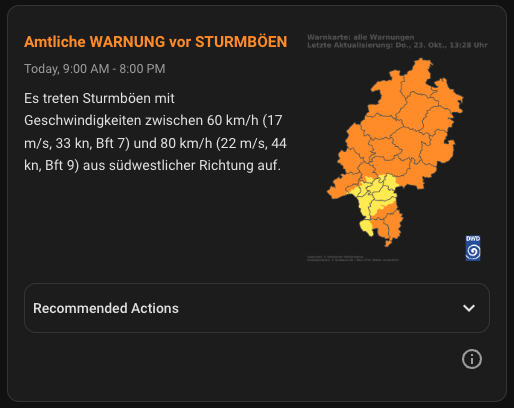 Amtliche WARNUNG vor STURMBÖEN
Today, 9:00 AM - 8:00 PM
Es treten Sturmböen mit
Geschwindigkeiten zwischen 60 km/h (17
m/s, 33 kn, Bft 7) und 80 km/h (22 m/s, 44
kn, Bft 9) aus südwestlicher Richtung auf.
Warnkarte: alle Warnungen
Letzte Aktualisierung: Do., 23. Okt., 13:28 Uhr
DWD
Recommended Actions